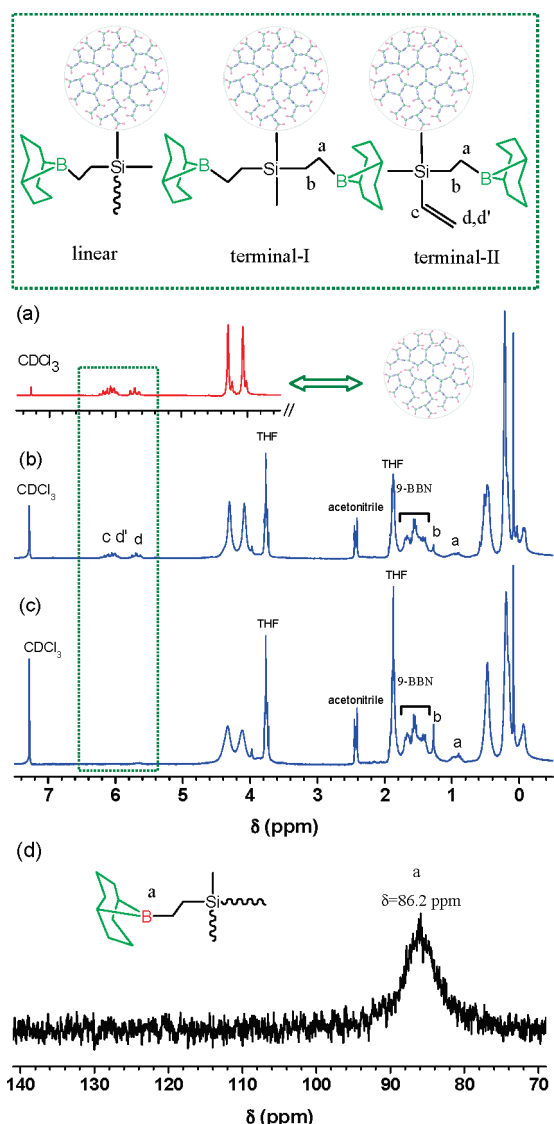 a
a
B
Si
B
Si
B
Si
B
b
b
c
d,d'
linear
terminal-I
terminal-II
(a)
CDCl3
//
(b)
CDCl3
THF
THF
9-BBN
acetonitrile
c d' d
b
a
(c)
CDCl3
THF
THF
9-BBN
acetonitrile
b
a
7 6 5 4 3 2 1 0
δ (ppm)
(d)
a
B
Si
a
δ=86.2 ppm
140 130 120 110 100 90 80 70
δ (ppm)